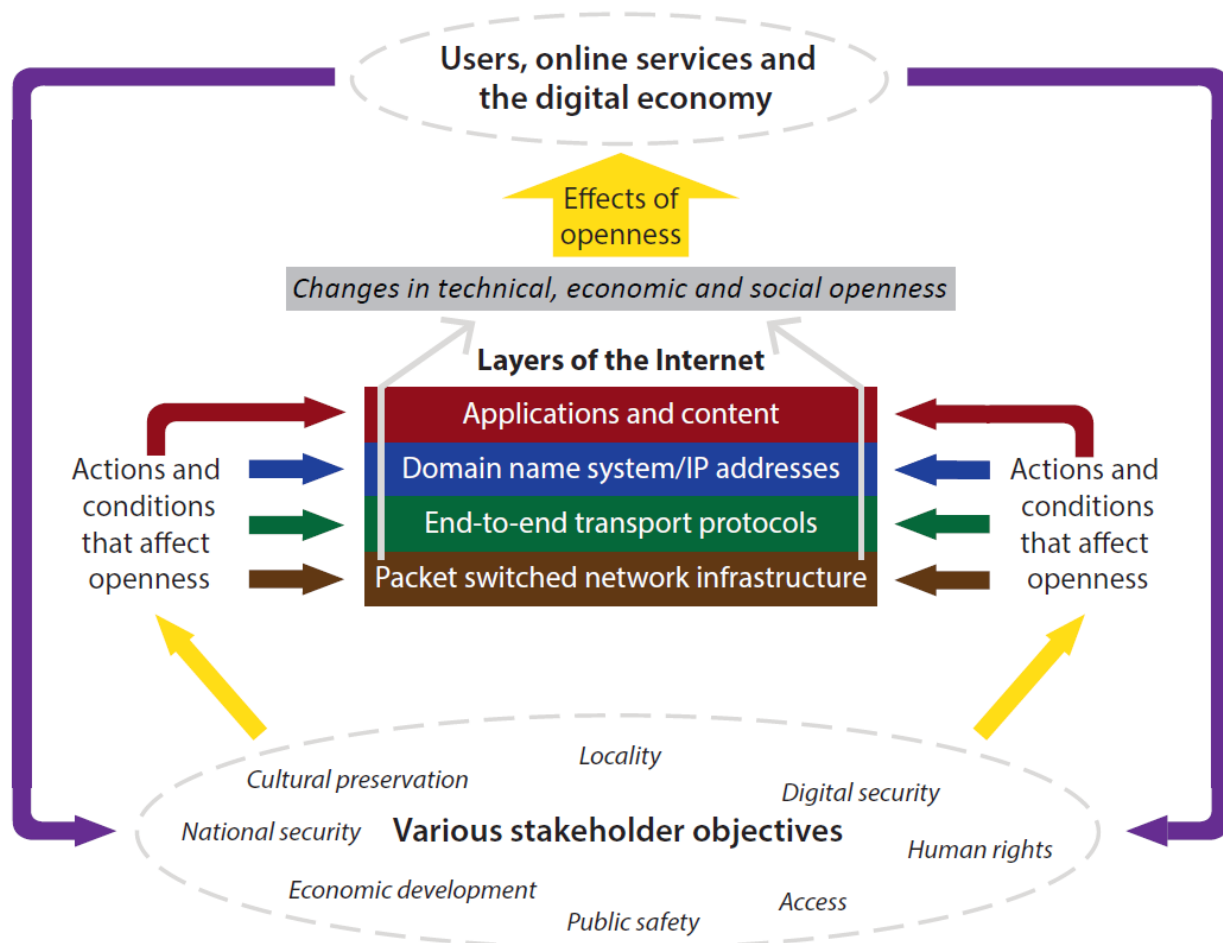 Users, online services and
the digital economy
Effects of
openness
Changes in technical, economic and social openness
Layers of the Internet
Applications and content
Domain name system/IP addresses
End-to-end transport protocols
Packet switched network infrastructure
Actions and
conditions
that affect
openness
Actions and
conditions
that affect
openness
Locality
Cultural preservation
Digital security
National security
Various stakeholder objectives
Human rights
Economic development
Access
Public safety